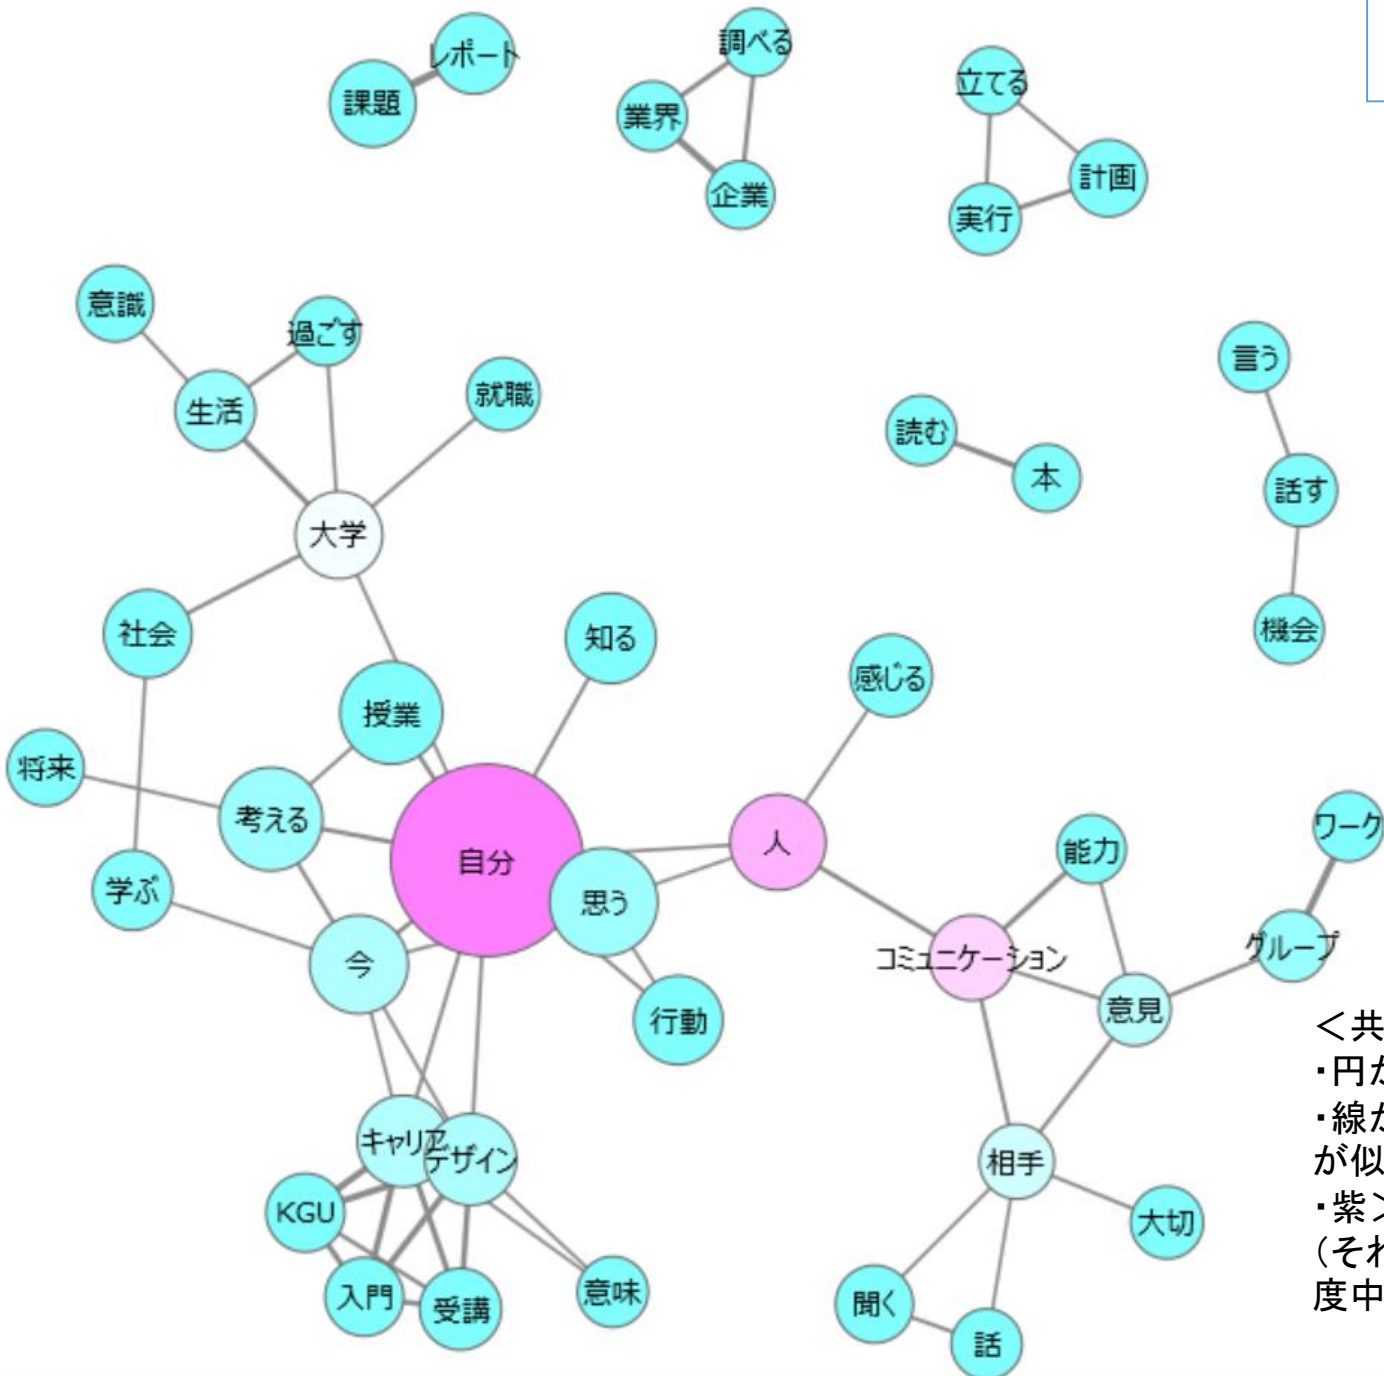 レポート
課題
調べる
業界
企業
立てる
計画
実行
意識
過ごす
生活
就職
大学
言う
読む
本
話す
機会
社会
知る
感じる
授業
将来
考える
自分
人
思う
学ぶ
今
行動
能力
ワーク
コミュニケーション
グループ
意見
相手
大切
聞く
話
キャリア
デザイン
KGU
入門
受講
意味
＜共
・円が
・線が
が似
・紫>
(それ
度中